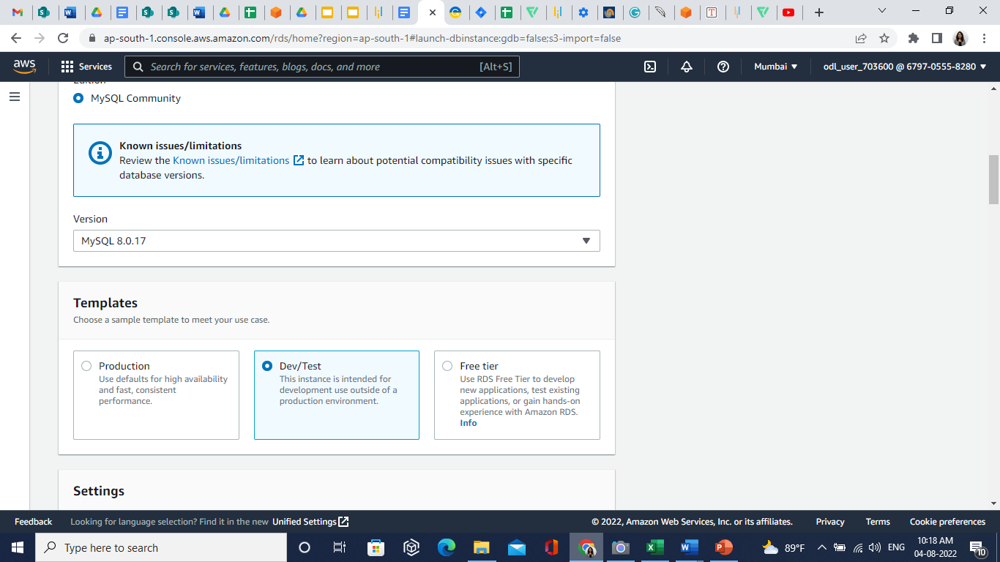 ap-south-1.console.aws.amazon.com/rds/home?region=ap-south-1#launch-dbinstance:gdb=false;s3-import=false
aws
Services
Search for services, features, blogs, docs, and more
[Alt+S]
Mumbai
odl_user_703600 @ 6797-0555-8280
MySQL Community
Known issues/limitations
Review the Known issues/limitations to learn about potential compatibility issues with specific
database versions.
Version
MySQL 8.0.17
Templates
Choose a sample template to meet your use case.
Production
Use defaults for high availability
and fast, consistent
performance.
Dev/Test
This instance is intended for
development use outside of a
production environment.
Free tier
Use RDS Free Tier to develop
new applications, test existing
applications, or gain hands-on
experience with Amazon RDS.
Info
Settings
Feedback
Looking for language selection? Find it in the new Unified Settings
© 2022, Amazon Web Services, Inc. or its affiliates.
Privacy
Terms
Cookie preferences
Type here to search
89°F
ENG
10:18 AM
04-08-2022
10